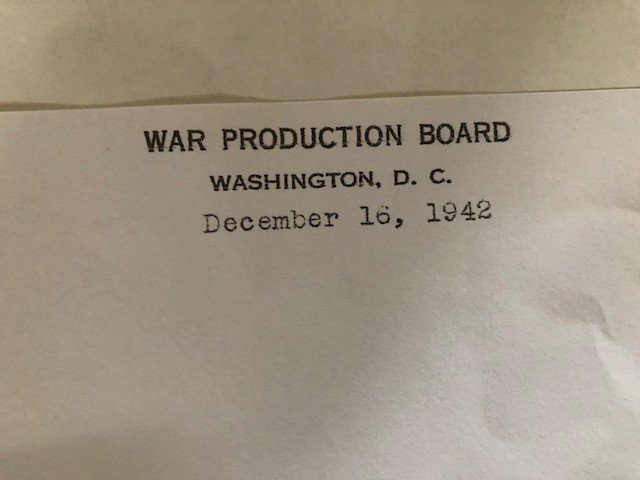 WAR PRODUCTION BOARD
WASHINGTON, D. C.
December 16, 1942